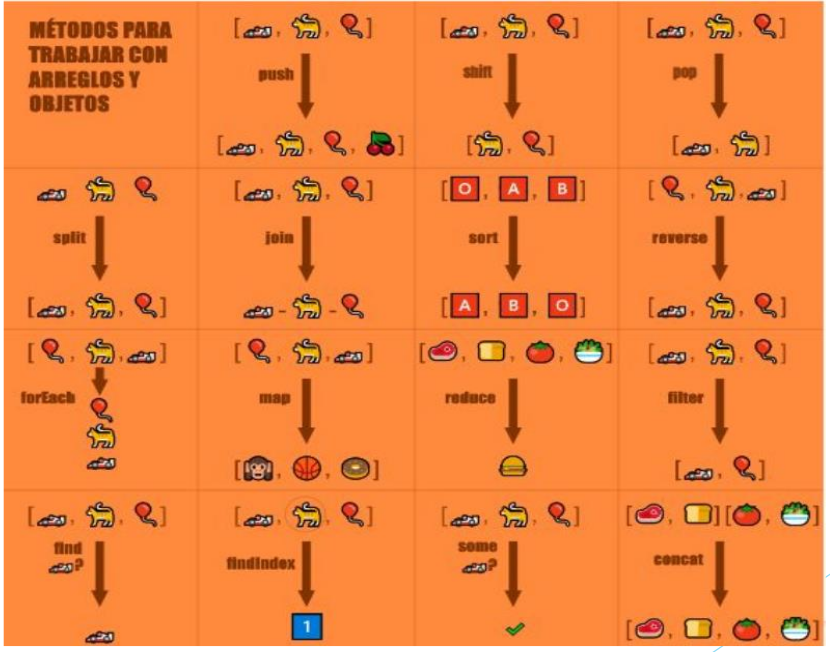 MÉTODOS PARA
TRABAJAR CON
ARREGLOS Y
OBJETOS
push
shift
pop
split
join
sort
reverse
O A B
A B O
forEach
map
reduce
filter
find
?
findIndex
some
?
concat
1